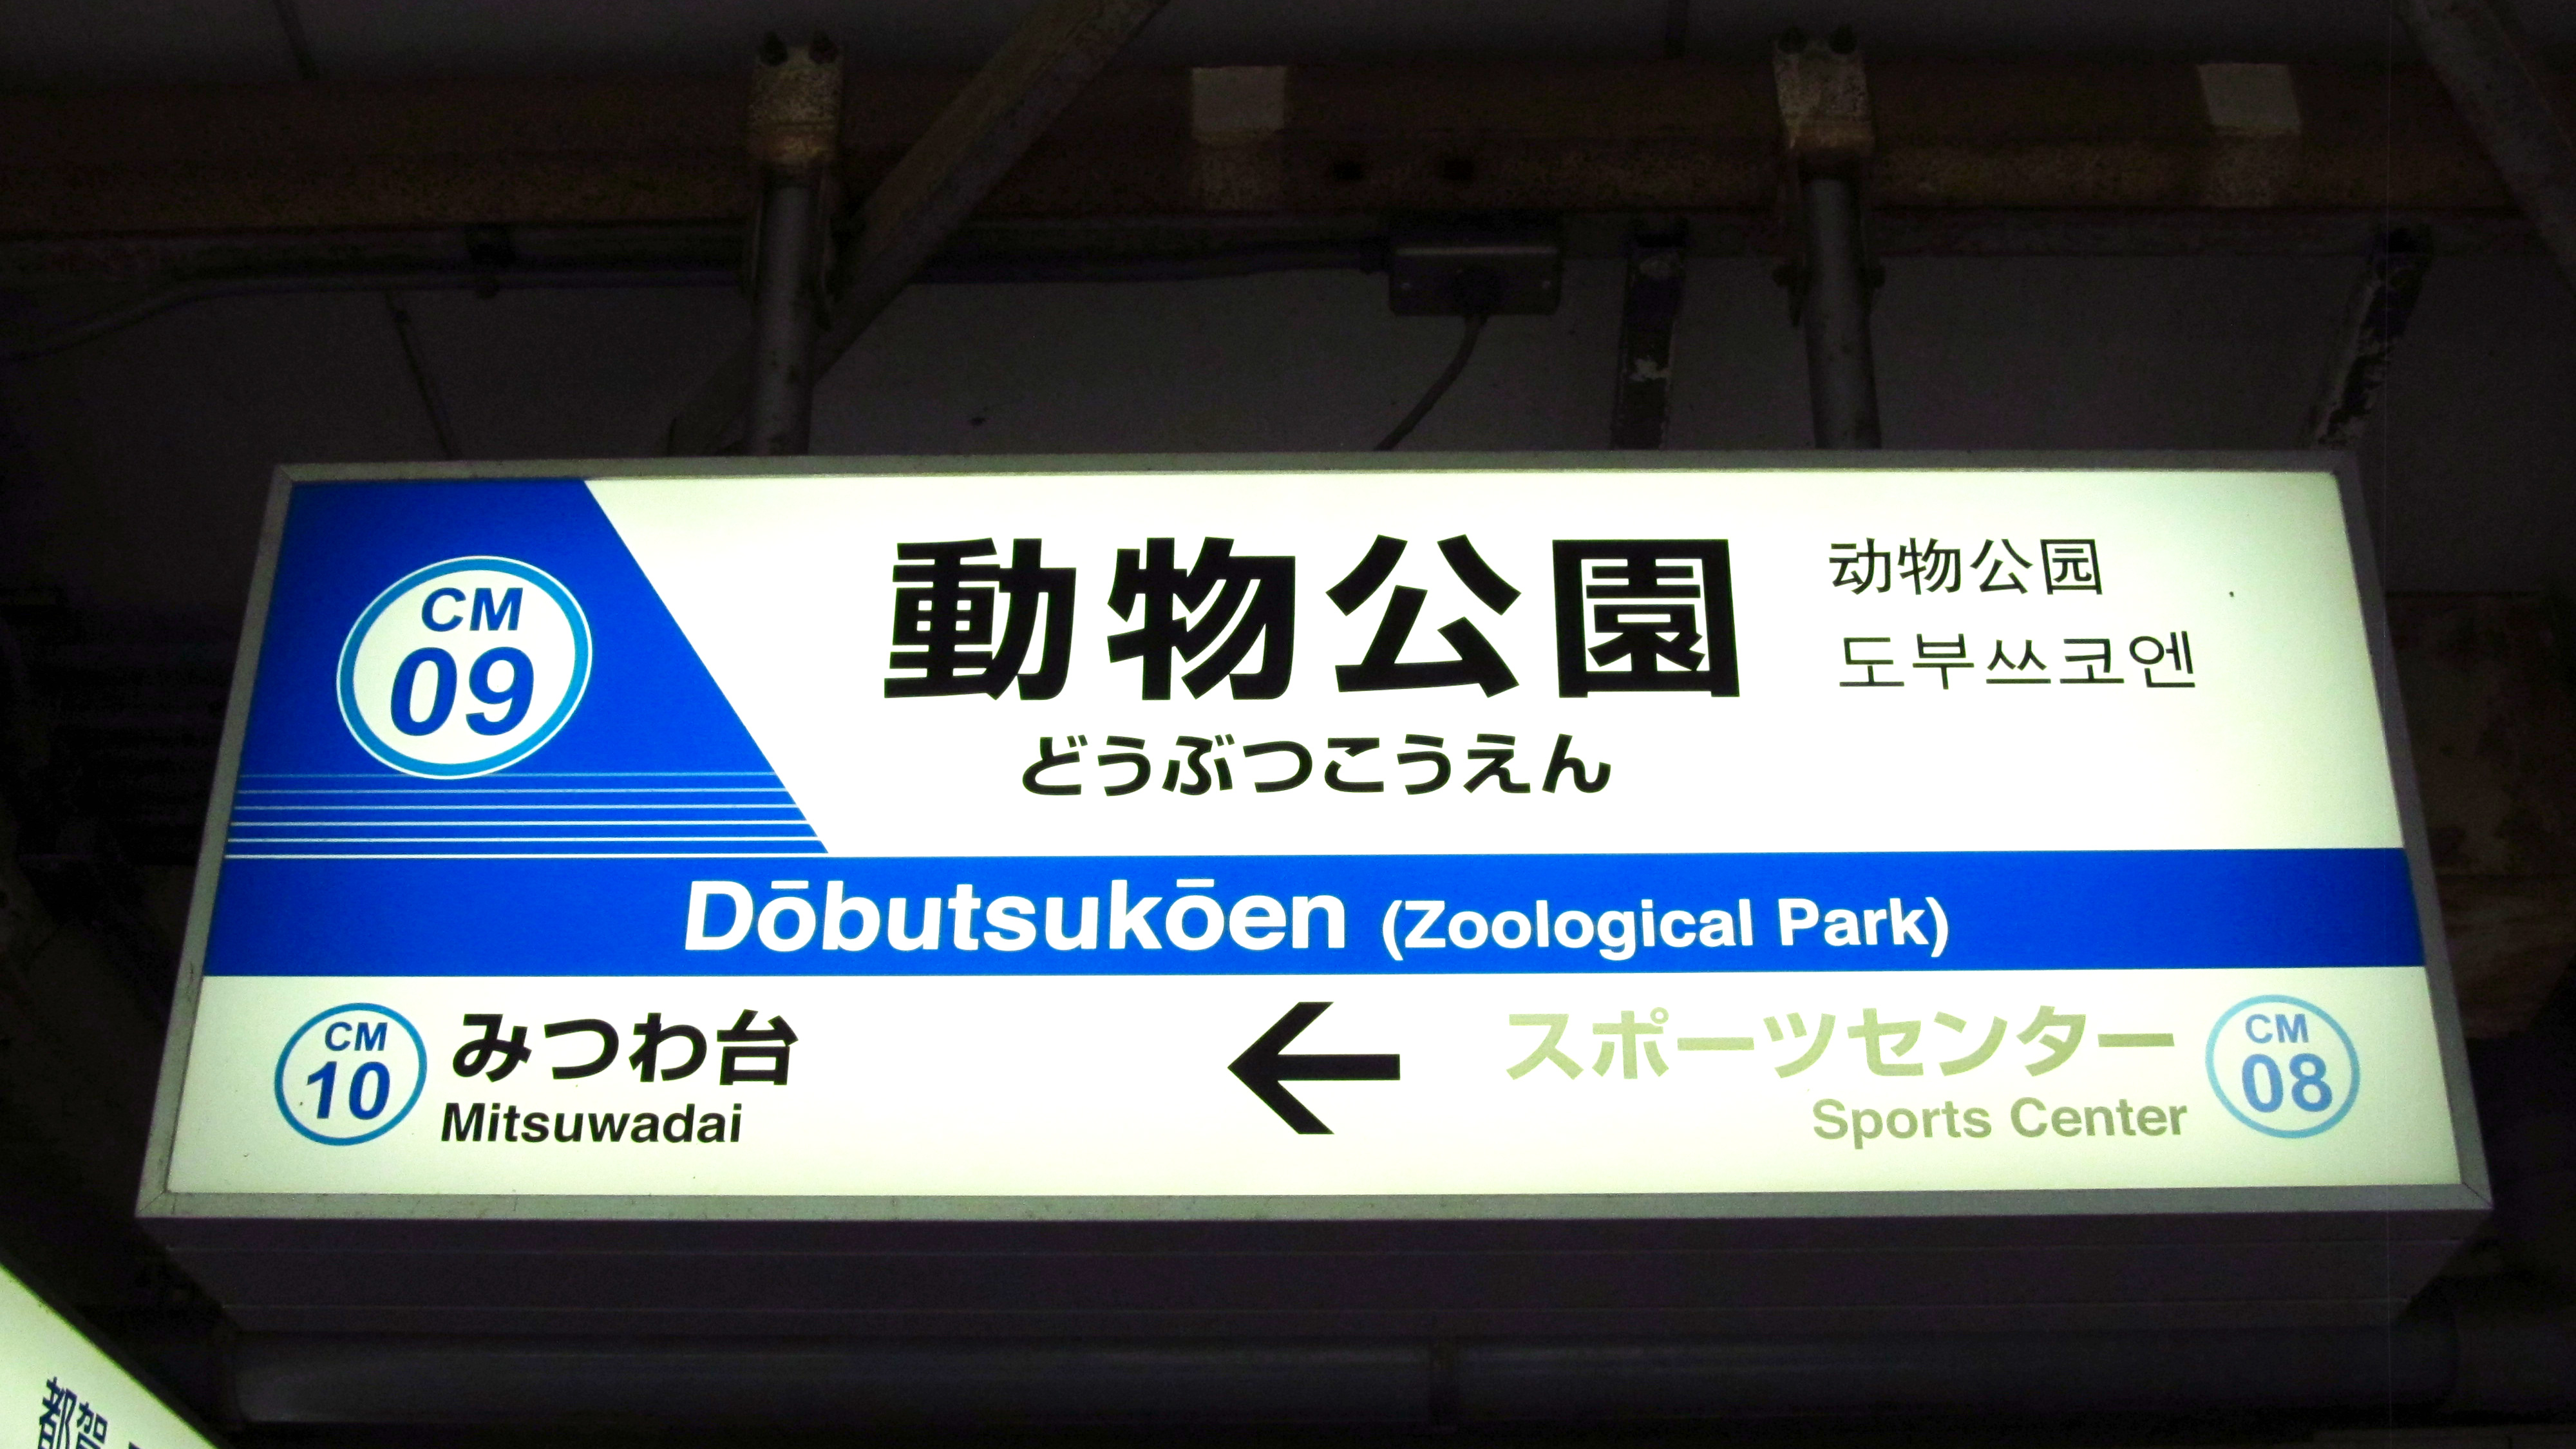 CM
09
動物公園
动物公园
도부쓰코엔
どうぶつこうえん
Dōbutsukōen (Zoological Park)
CM
10
みつわ台
Mitsuwadai
←
スポーツセンター
Sports Center
CM
08
都賀